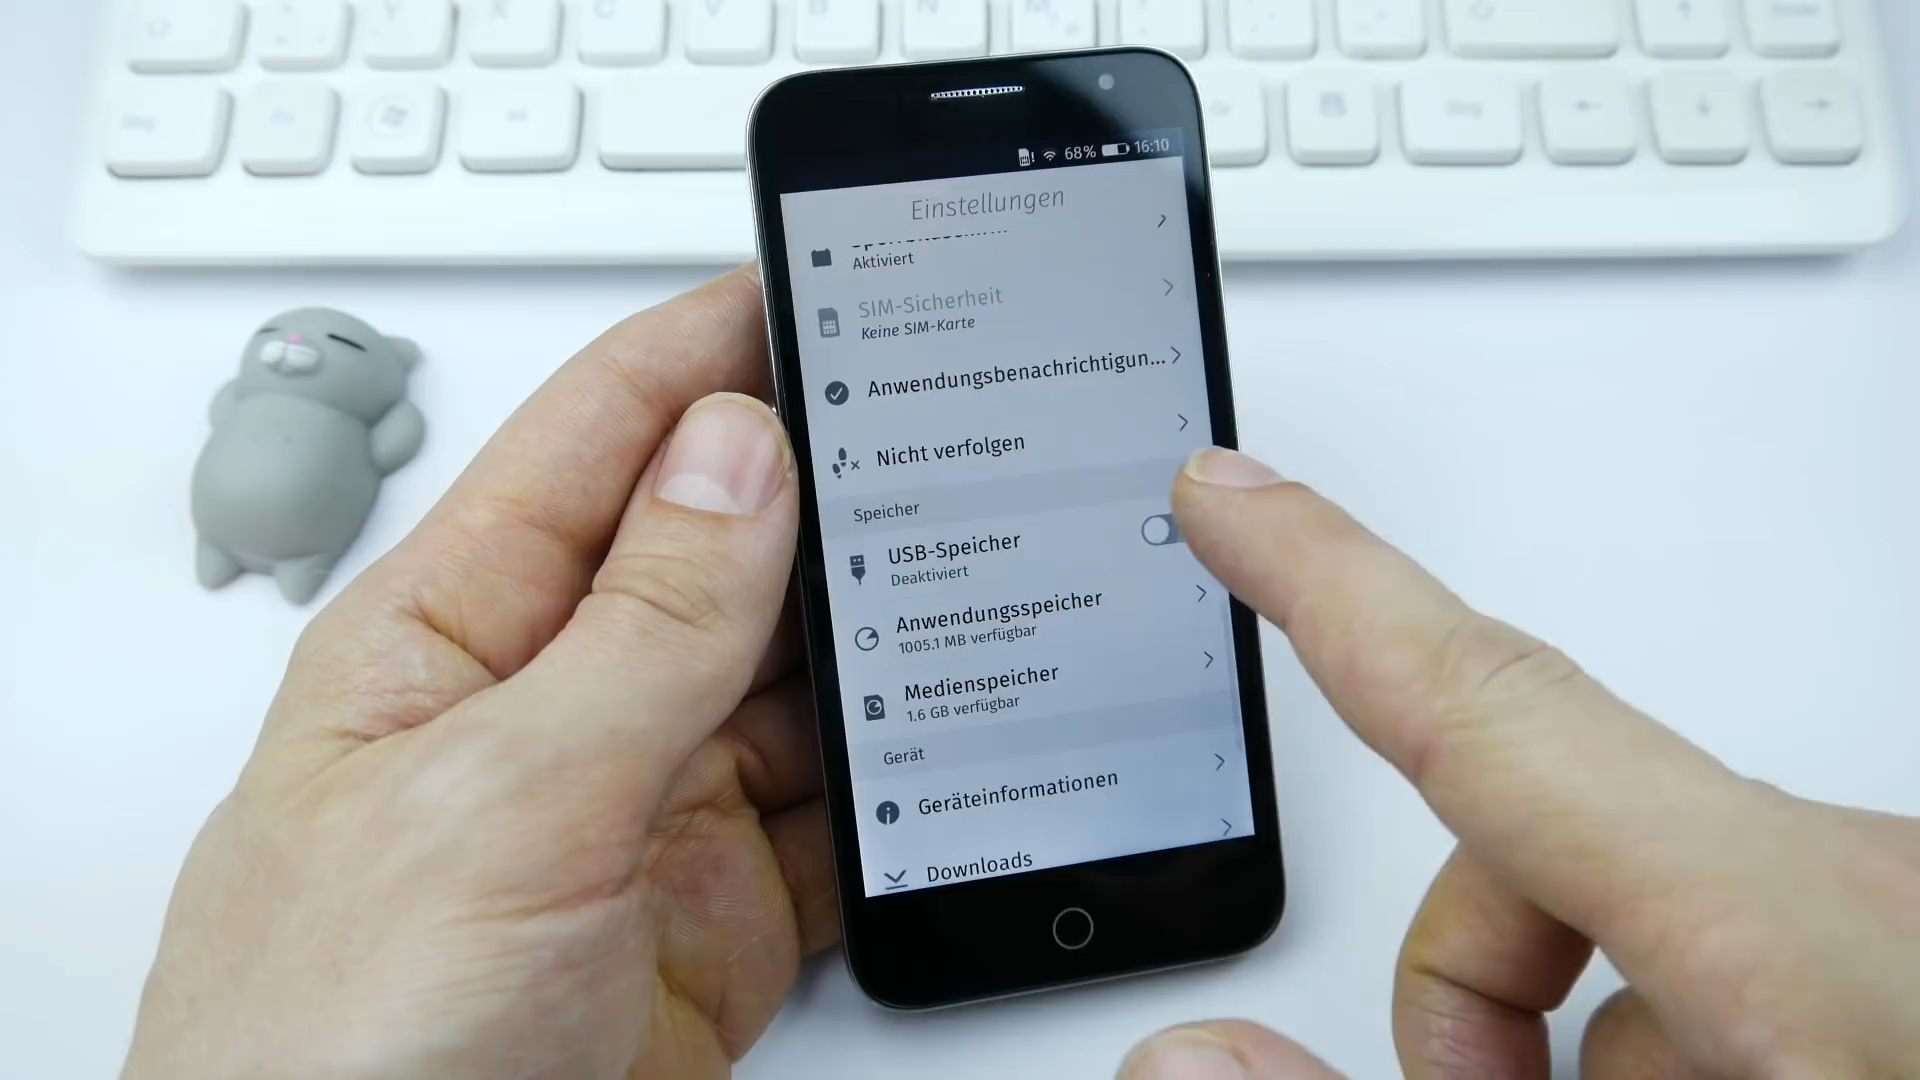 Y X C V B N M
68% 16:10
Einstellungen
Aktiviert
SIM-Sicherheit
Keine SIM-Karte
Anwendungsbenachrichtigun...
Nicht verfolgen
Speicher
USB-Speicher
Deaktiviert
Anwendungsspeicher
1005.1 MB verfügbar
Medienspeicher
1.6 GB verfügbar
Gerät
Geräteinformationen
Downloads